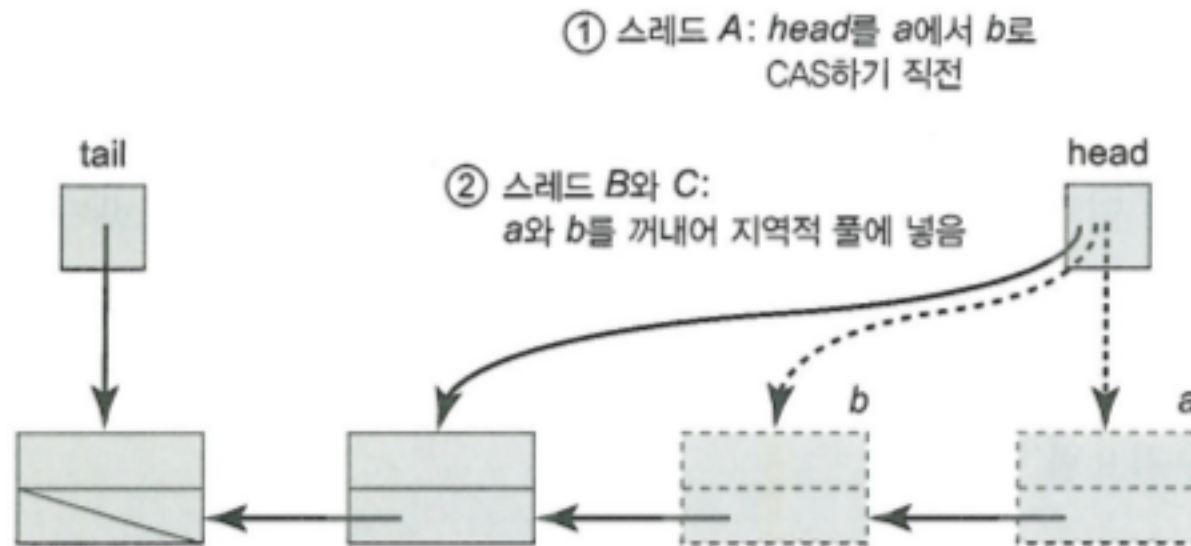 ① 스레드 A: head를 a에서 b로
CAS하기 직전
tail
head
② 스레드 B와 C:
a와 b를 꺼내어 지역적 풀에 넣음
b
a